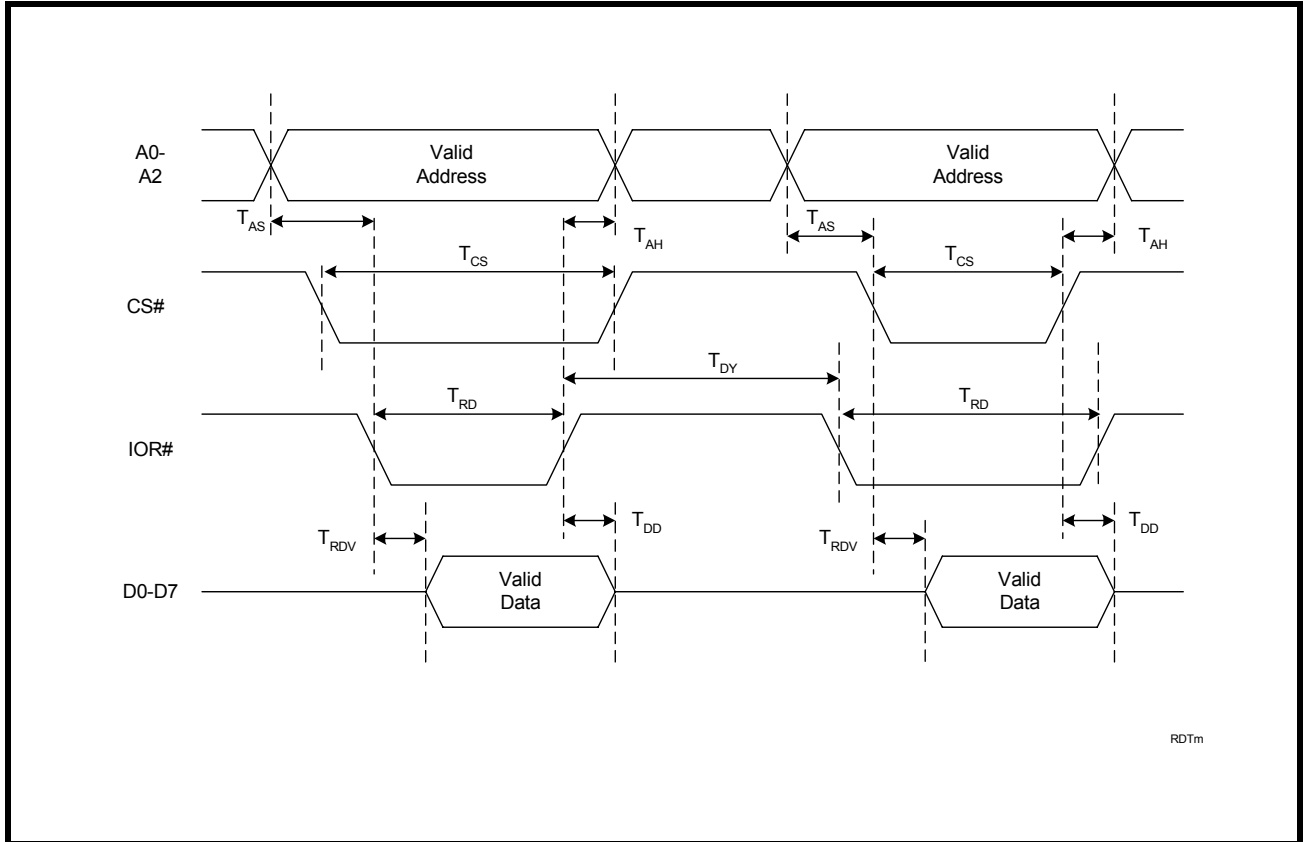 A0-
A2
Valid
Address
Valid
Address
TAS
TAH
TAS
TAH
CS#
TCS
TCS
TDY
IOR#
TRD
TRD
TRDV
TDD
TRDV
TDD
D0-D7
Valid
Data
Valid
Data
RDTm